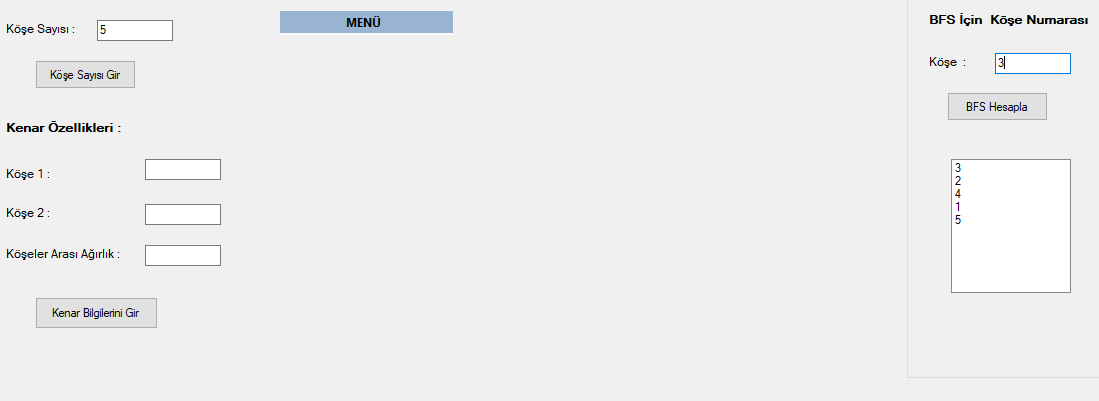 Köşe Sayısı :
5
Köşe Sayısı Gir
Kenar Özellikleri :
Köşe 1 :
Köşe 2 :
Köşeler Arası Ağırlık :
Kenar Bilgilerini Gir
MENÜ
BFS İçin Köşe Numarası
Köşe :
3
BFS Hesapla
3
2
4
1
5